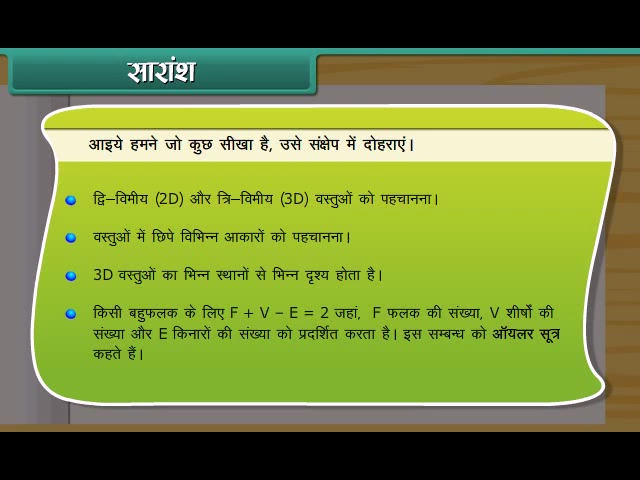 सारांश
आइये हमने जो कुछ सीखा है, उसे संक्षेप में दोहराएं।
द्वि–विमीय (2D) और त्रि–विमीय (3D) वस्तुओं को पहचानना।
वस्तुओं में छिपे विभिन्न आकारों को पहचानना।
3D वस्तुओं का भिन्न स्थानों से भिन्न दृश्य होता है।
किसी बहुफलक के लिए F + V – E = 2 जहां, F फलक की संख्या, V शीर्षों की
संख्या और E किनारों की संख्या को प्रदर्शित करता है। इस सम्बन्ध को ऑयलर सूत्र
कहते हैं।